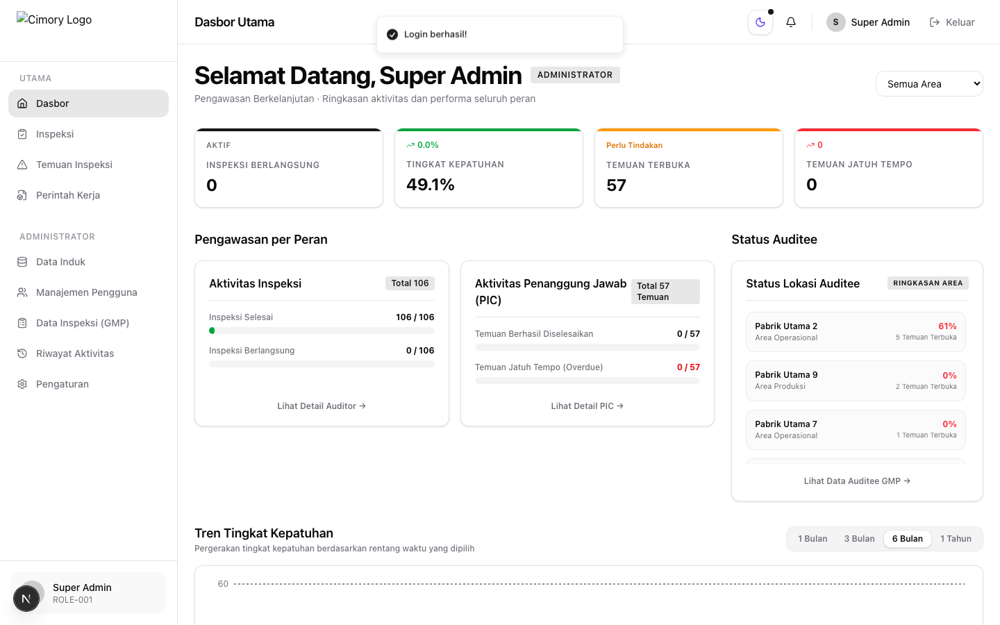 Cimory Logo
Dasbor Utama
Login berhasil!
S
Super Admin
Keluar
UTAMA
Dasbor
Inspeksi
Temuan Inspeksi
Perintah Kerja
ADMINISTRATOR
Data Induk
Manajemen Pengguna
Data Inspeksi (GMP)
Riwayat Aktivitas
Pengaturan
Super Admin
ROLE-001
N
Selamat Datang, Super Admin
ADMINISTRATOR
Pengawasan Berkelanjutan · Ringkasan aktivitas dan performa seluruh peran
Semua Area
AKTIF
INSPEKSI BERLANGSUNG
0
0.0%
TINGKAT KEPATUHAN
49.1%
Perlu Tindakan
TEMUAN TERBUKA
57
0
TEMUAN JATUH TEMPO
0
Pengawasan per Peran
Aktivitas Inspeksi
Total 106
Inspeksi Selesai
106 / 106
Inspeksi Berlangsung
0 / 106
Lihat Detail Auditor →
Aktivitas Penanggung Jawab
(PIC)
Total 57
Temuan
Temuan Berhasil Diselesaikan
0 / 57
Temuan Jatuh Tempo (Overdue)
0 / 57
Lihat Detail PIC →
Status Auditee
Status Lokasi Auditee
RINGKASAN AREA
Pabrik Utama 2
61%
Area Operasional
5 Temuan Terbuka
Pabrik Utama 9
0%
Area Produksi
2 Temuan Terbuka
Pabrik Utama 7
0%
Area Operasional
1 Temuan Terbuka
Lihat Data Auditee GMP →
Tren Tingkat Kepatuhan
Pergerakan tingkat kepatuhan berdasarkan rentang waktu yang dipilih
1 Bulan
3 Bulan
6 Bulan
1 Tahun
60